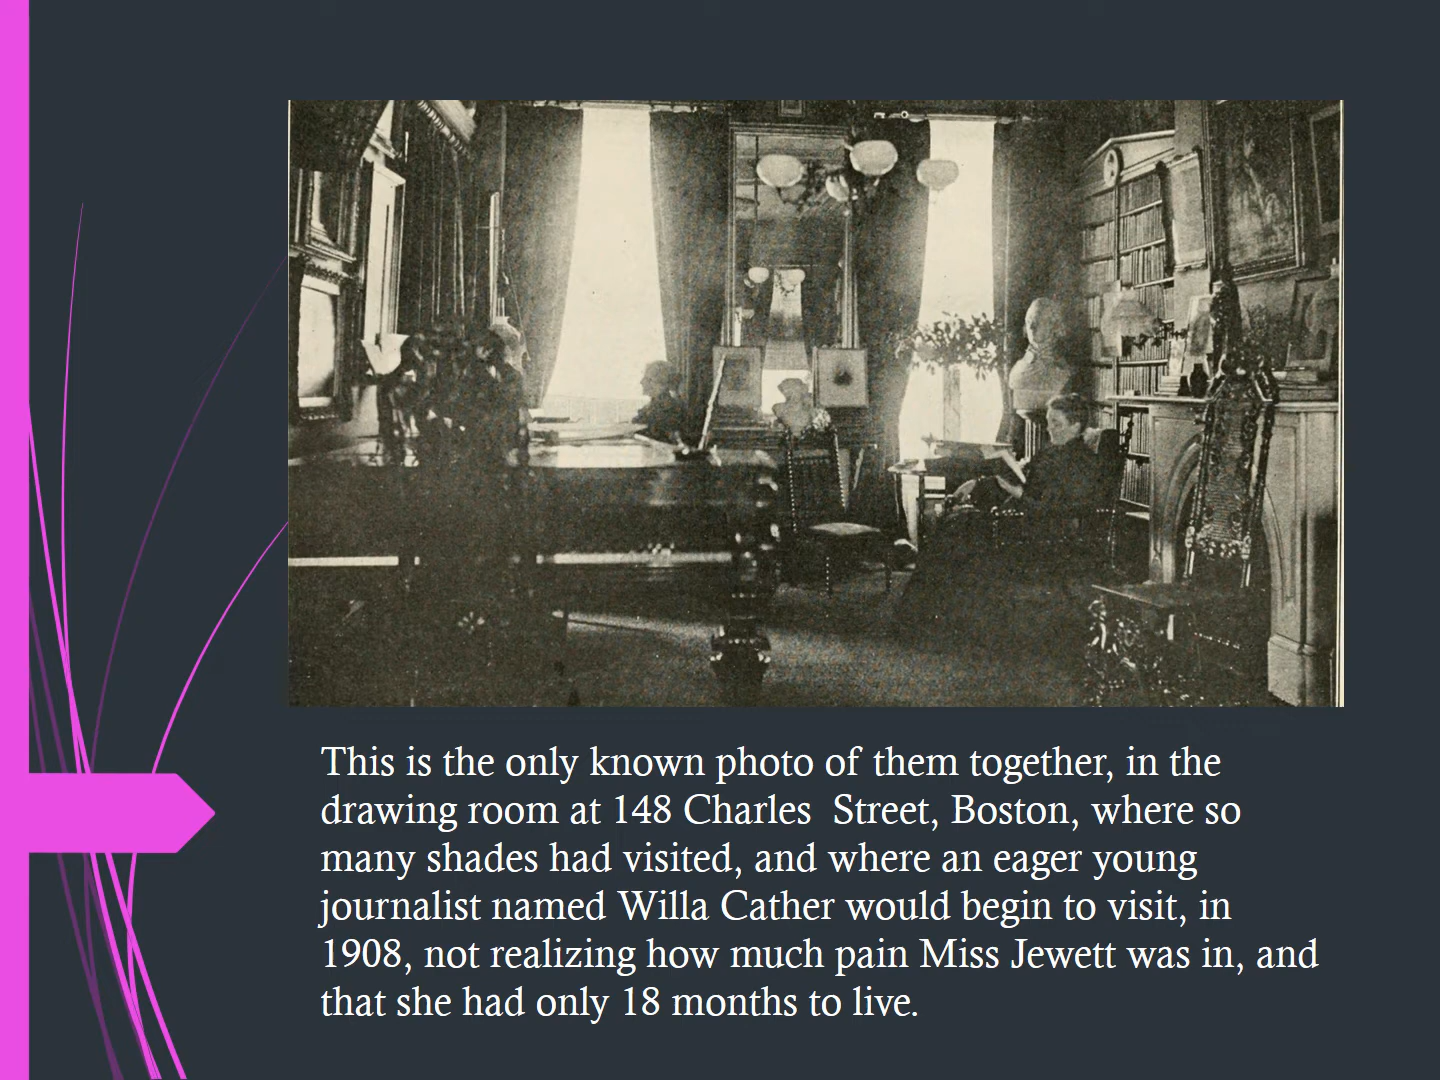 This is the only known photo of them together, in the
drawing room at 148 Charles  Street, Boston, where so
many shades had visited, and where an eager young
journalist named Willa Cather would begin to visit, in
1908, not realizing how much pain Miss Jewett was in, and
that she had only 18 months to live.